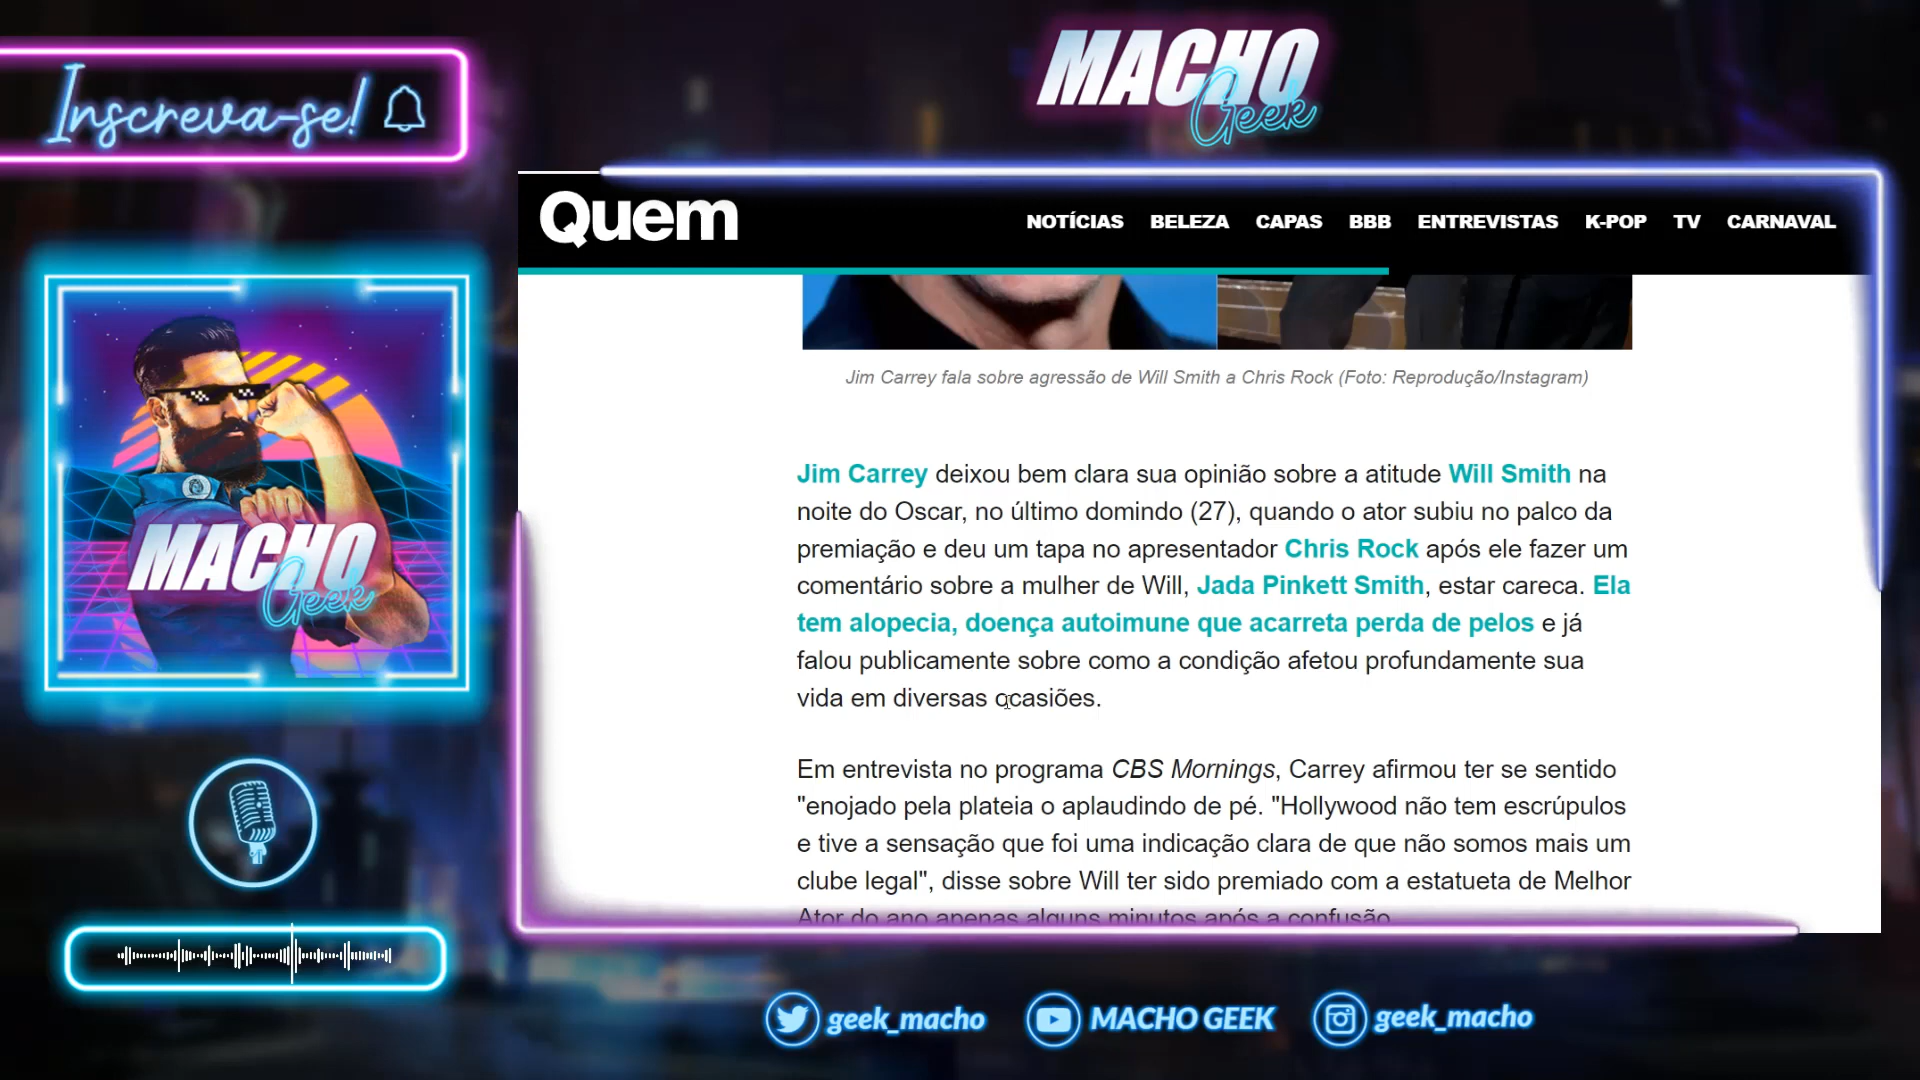 Inscreva-se!
MACHO
Geek
Quem
NOTÍCIAS BELEZA CAPAS BBB ENTREVISTAS K-POP TV CARNAVAL
Jim Carrey fala sobre agressão de Will Smith a Chris Rock (Foto: Reprodução/Instagram)
Jim Carrey deixou bem clara sua opinião sobre a atitude Will Smith na
noite do Oscar, no último domindo (27), quando o ator subiu no palco da
premiação e deu um tapa no apresentador Chris Rock após ele fazer um
comentário sobre a mulher de Will, Jada Pinkett Smith, estar careca. Ela
tem alopecia, doença autoimune que acarreta perda de pelos e já
falou publicamente sobre como a condição afetou profundamente sua
vida em diversas ocasiões.
Em entrevista no programa CBS Mornings, Carrey afirmou ter se sentido
"enojado pela plateia o aplaudindo de pé. "Hollywood não tem escrúpulos
e tive a sensação que foi uma indicação clara de que não somos mais um
clube legal", disse sobre Will ter sido premiado com a estatueta de Melhor
Ator do ano apenas alguns minutos após a confusão.
MACHO
Geek
geek_macho MACHO GEEK geek_macho